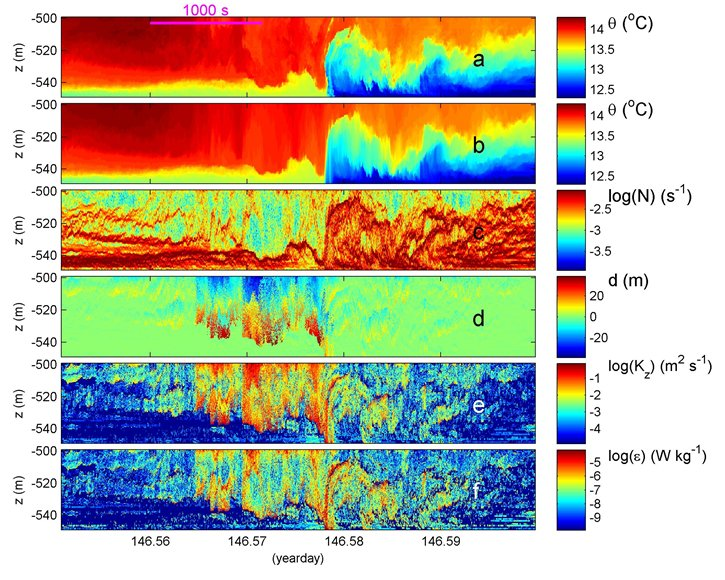 1000 s
-500
-520
-540
z (m)
a
14
13.5
13
12.5
θ (°C)
-500
-520
-540
z (m)
b
14
13.5
13
12.5
θ (°C)
-500
-520
-540
z (m)
c
-2.5
-3
-3.5
log(N) (s⁻¹)
-500
-520
-540
z (m)
d
20
0
-20
d (m)
-500
-520
-540
z (m)
e
-1
-2
-3
-4
log(K_z) (m² s⁻¹)
-500
-520
-540
z (m)
f
-5
-6
-7
-8
-9
log(ε) (W kg⁻¹)
146.56 146.57 146.58 146.59
(yearday)